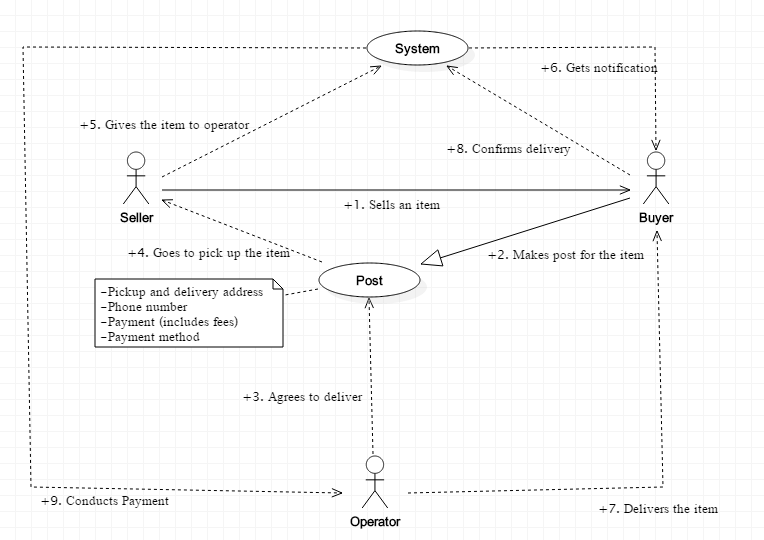 System
+6. Gets notification
+5. Gives the item to operator
+8. Confirms delivery
Seller
Buyer
+1. Sells an item
+4. Goes to pick up the item
+2. Makes post for the item
Post
-Pickup and delivery address
-Phone number
-Payment (includes fees)
-Payment method
+3. Agrees to deliver
+9. Conducts Payment
+7. Delivers the item
Operator